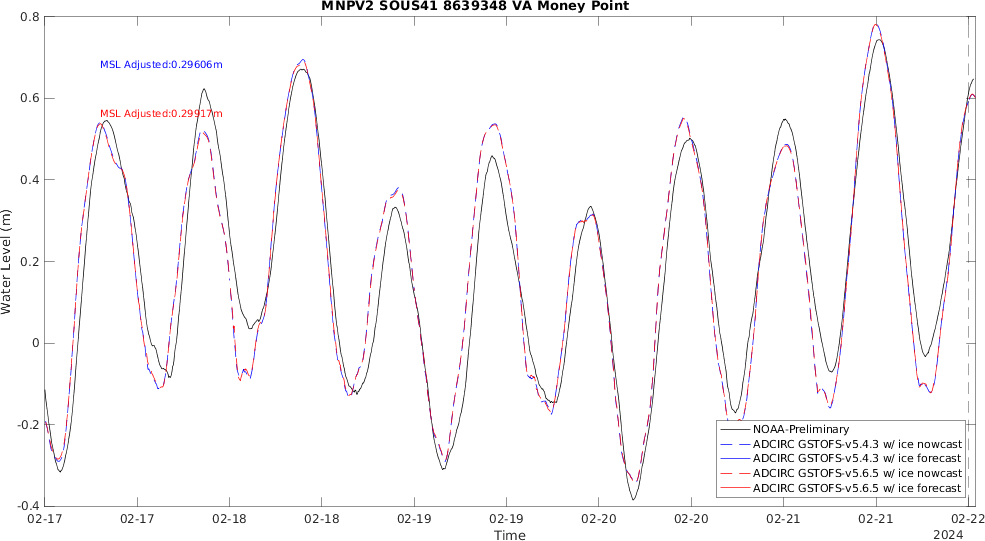 MNPV2 SOUS41 8639348 VA Money Point
Water Level (m)
0.8
0.6
0.4
0.2
0
-0.2
-0.4
MSL Adjusted:0.29606m
MSL Adjusted:0.29917m
NOAA-Preliminary
ADCIRC GSTOFS-v5.4.3 w/ ice nowcast
ADCIRC GSTOFS-v5.4.3 w/ ice forecast
ADCIRC GSTOFS-v5.6.5 w/ ice nowcast
ADCIRC GSTOFS-v5.6.5 w/ ice forecast
02-17 02-17 02-18 02-18 02-19 02-19 02-20 02-20 02-21 02-21 02-22
Time
2024